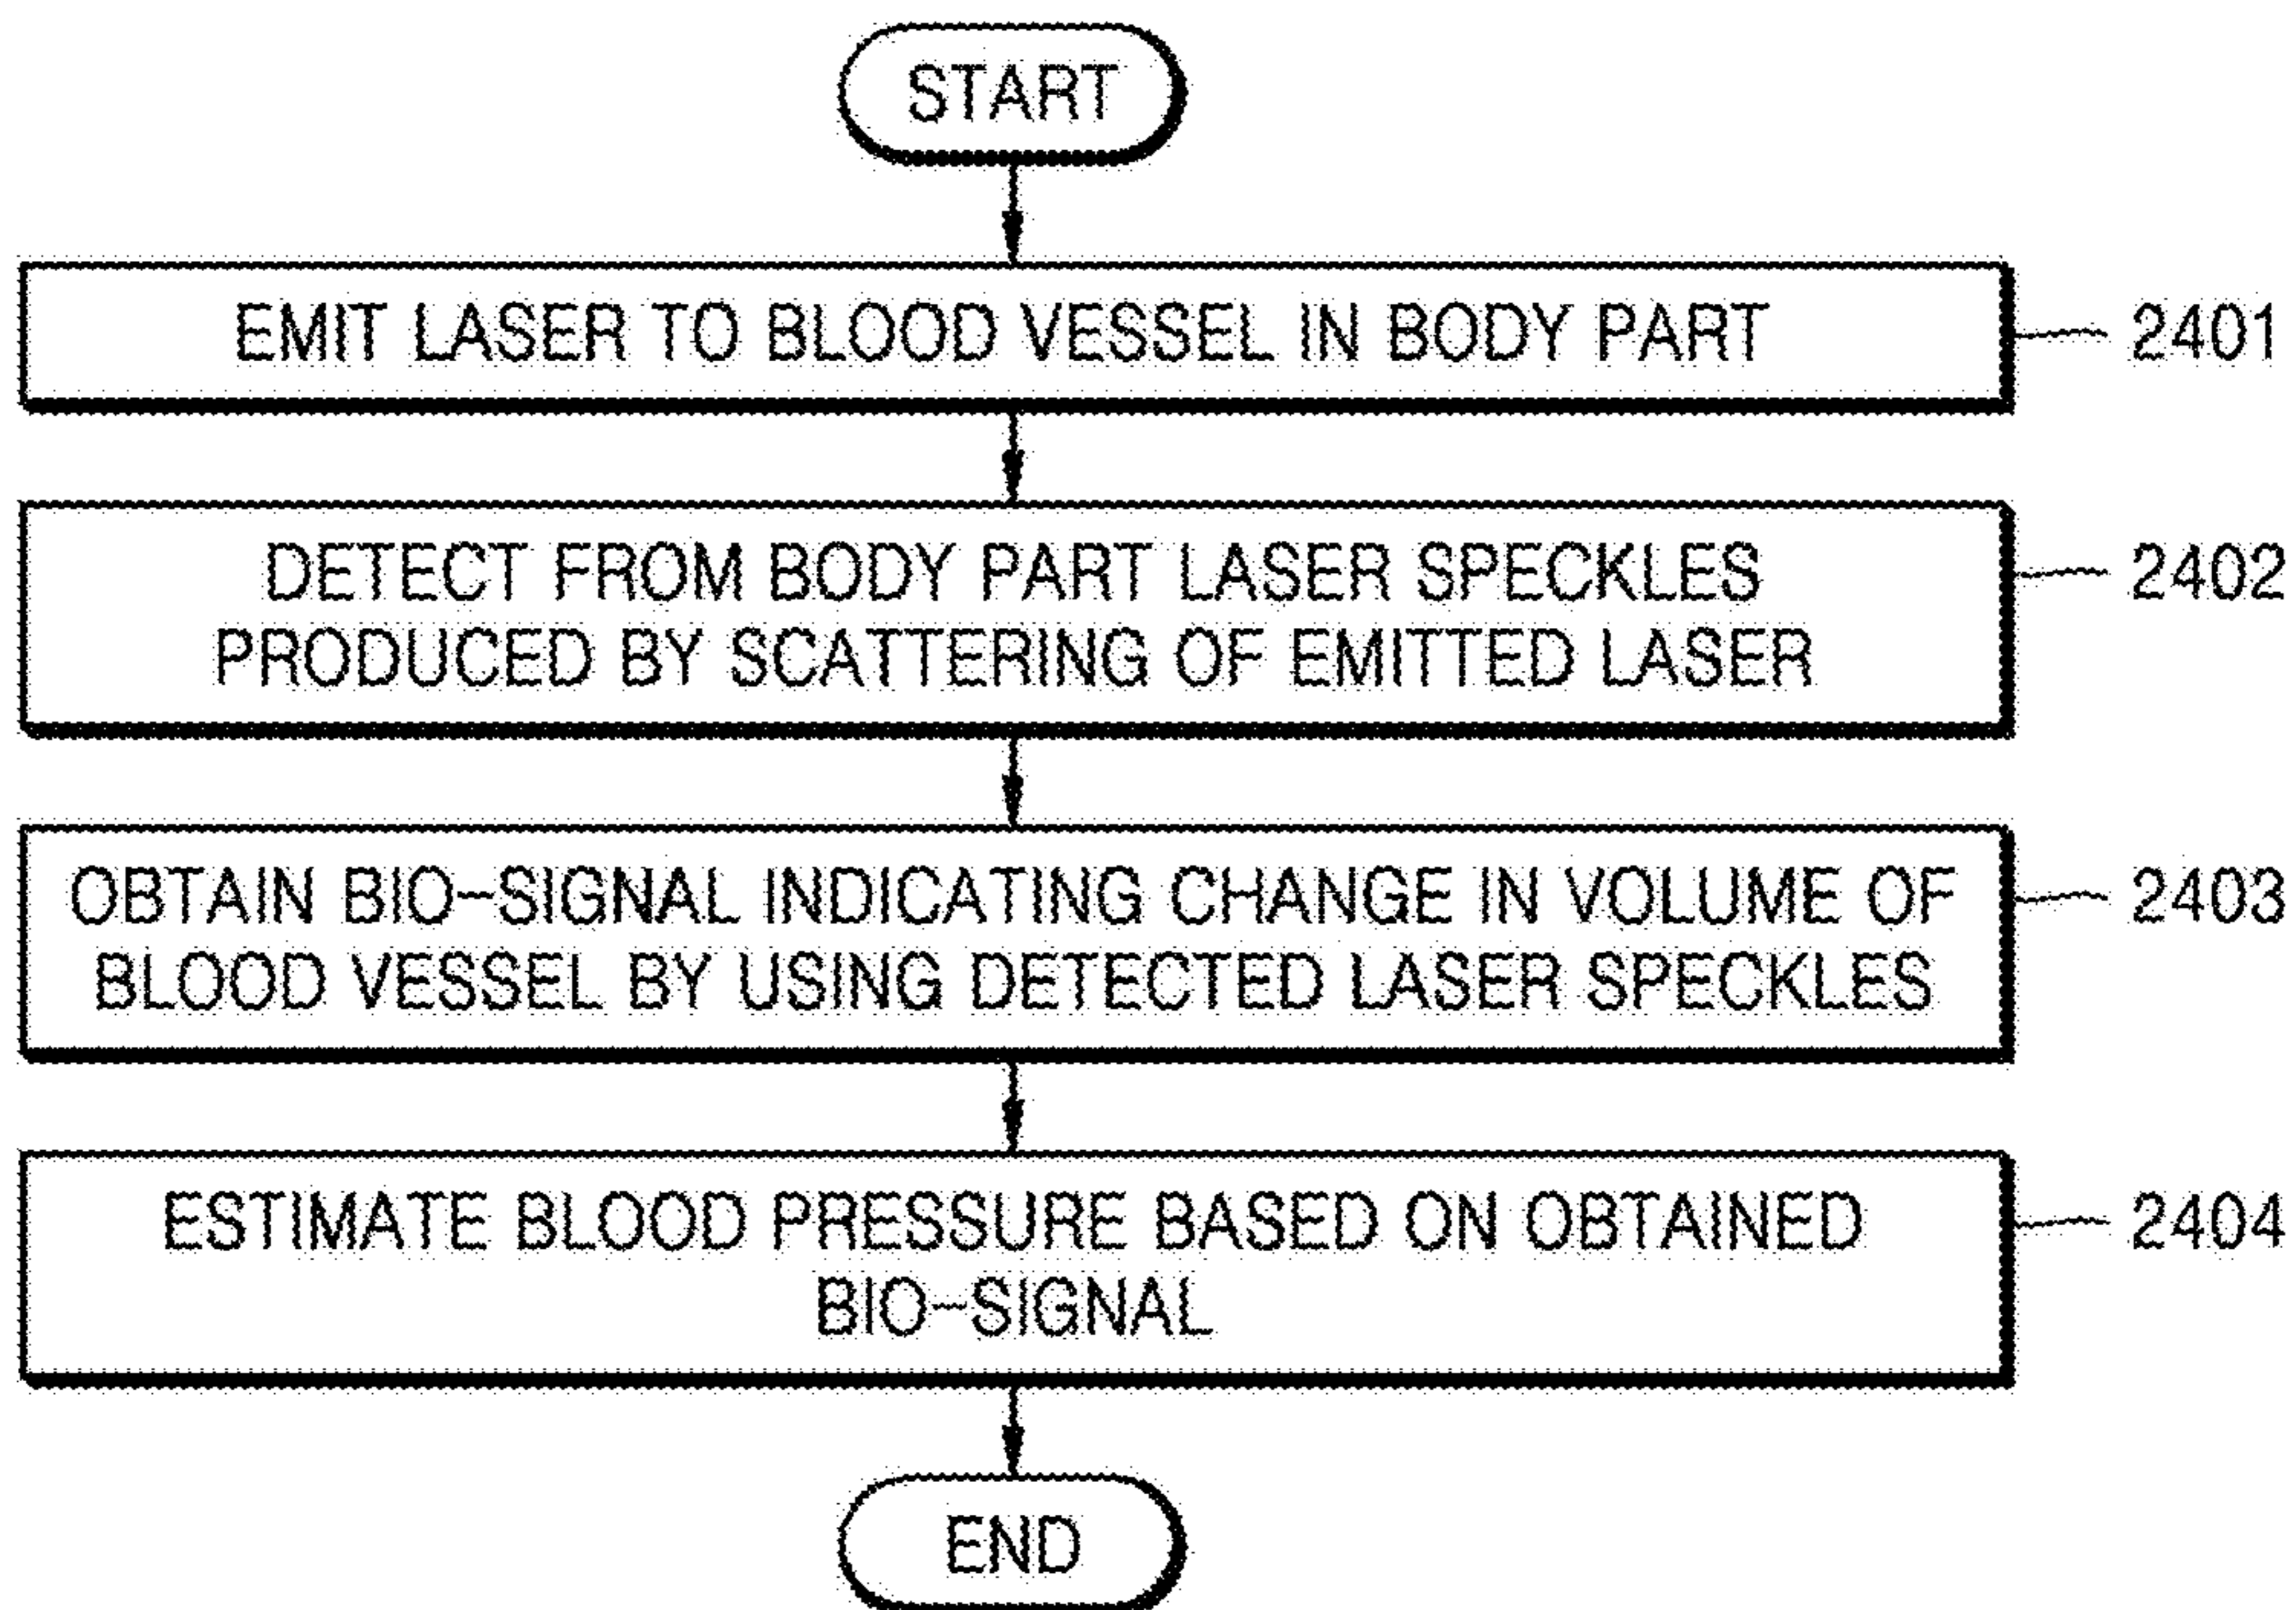 START
EMIT LASER TO BLOOD VESSEL IN BODY PART
2401
DETECT FROM BODY PART LASER SPECKLES
PRODUCED BY SCATTERING OF EMITTED LASER
2402
OBTAIN BIO-SIGNAL INDICATING CHANGE IN VOLUME OF
BLOOD VESSEL BY USING DETECTED LASER SPECKLES
2403
ESTIMATE BLOOD PRESSURE BASED ON OBTAINED
BIO-SIGNAL
2404
END